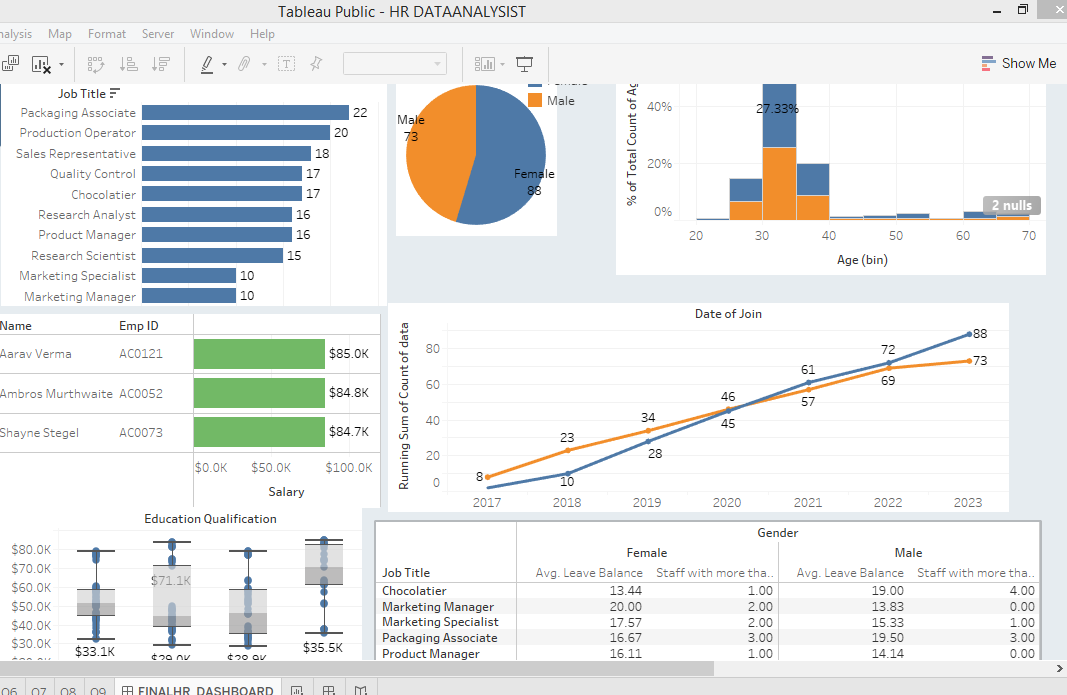 Tableau Public - HR DATAANALYSIST
nalysis Map Format Server Window Help
Show Me
Job Title
Packaging Associate 22
Production Operator 20
Sales Representative 18
Quality Control 17
Chocolatier 17
Research Analyst 16
Product Manager 16
Research Scientist 15
Marketing Specialist 10
Marketing Manager 10
Male
Male
73
Female
88
% of Total Count of Ag
40%
20%
0%
27.33%
2 nulls
20 30 40 50 60 70
Age (bin)
Name Emp ID
Aarav Verma AC0121 $85.0K
Ambros Murthwaite AC0052 $84.8K
Shayne Stegel AC0073 $84.7K
$0.0K $50.0K $100.0K
Salary
Date of Join
Running Sum of Count of data
80
60
40
20
0
8
23
10
34
28
46
45
61
57
72
69
88
73
2017 2018 2019 2020 2021 2022 2023
Education Qualification
$80.0K
$70.0K
$60.0K
$50.0K
$40.0K
$30.0K
$71.1K
$33.1K
$29.0K
$28.9K
$35.5K
Gender
Female Male
Job Title Avg. Leave Balance Staff with more tha.. Avg. Leave Balance Staff with more tha..
Chocolatier 13.44 1.00 19.00 4.00
Marketing Manager 20.00 2.00 13.83 0.00
Marketing Specialist 17.57 2.00 15.33 1.00
Packaging Associate 16.67 3.00 19.50 3.00
Product Manager 16.11 1.00 14.14 0.00
O6 O7 O8 O9 FINALHR_DASHBOARD